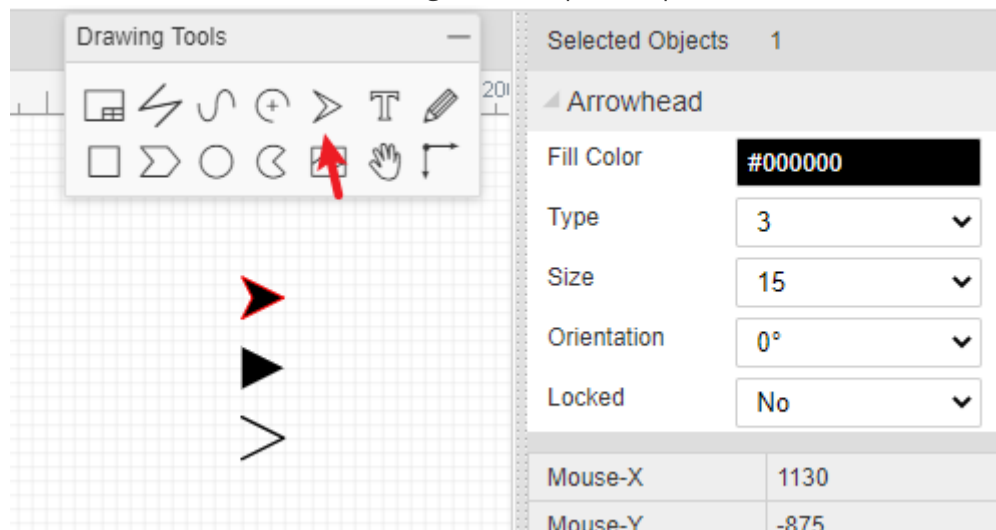 Drawing Tools
Selected Objects 1
200
Arrowhead
Fill Color #000000
Type 3
Size 15
Orientation 0°
Locked No
Mouse-X 1130
Mouse-Y -875